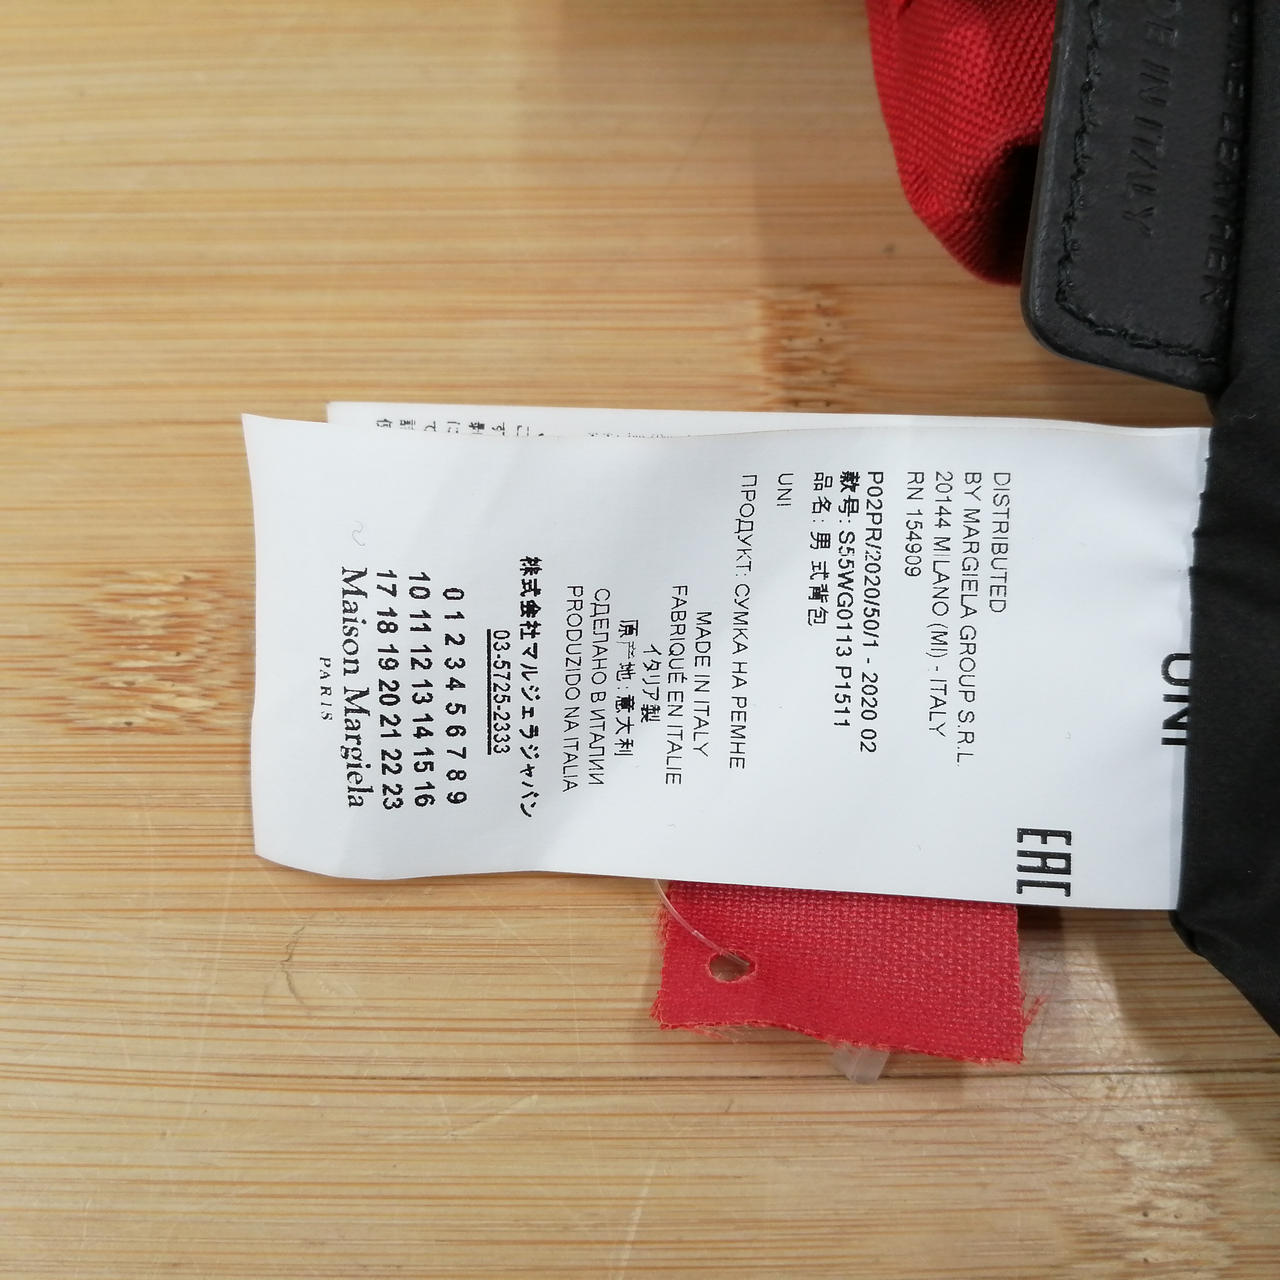 MADE IN ITALY
UNI
EAC
DISTRIBUTED
BY MARGIELA GROUP S.R.L.
20144 MILANO (MI) - ITALY
RN 154909
P02PR/2020/50/1 - 2020 02
款号: S55WG0113 P1511
品名: 男 式背包
UNI
ПРОДУКТ: СУМКА НА РЕМНЕ
MADE IN ITALY
FABRIQUÉ EN ITALIE
イタリア製
原产地: 意大利
СДЕЛАНО В ИТАЛИИ
PRODUZIDO NA ITALIA
株式会社マルジェラジャパン
03-5725-2333
0 1 2 3 4 5 6 7 8 9
10 11 12 13 14 15 16
17 18 19 20 21 22 23
Maison Margiela
PARIS